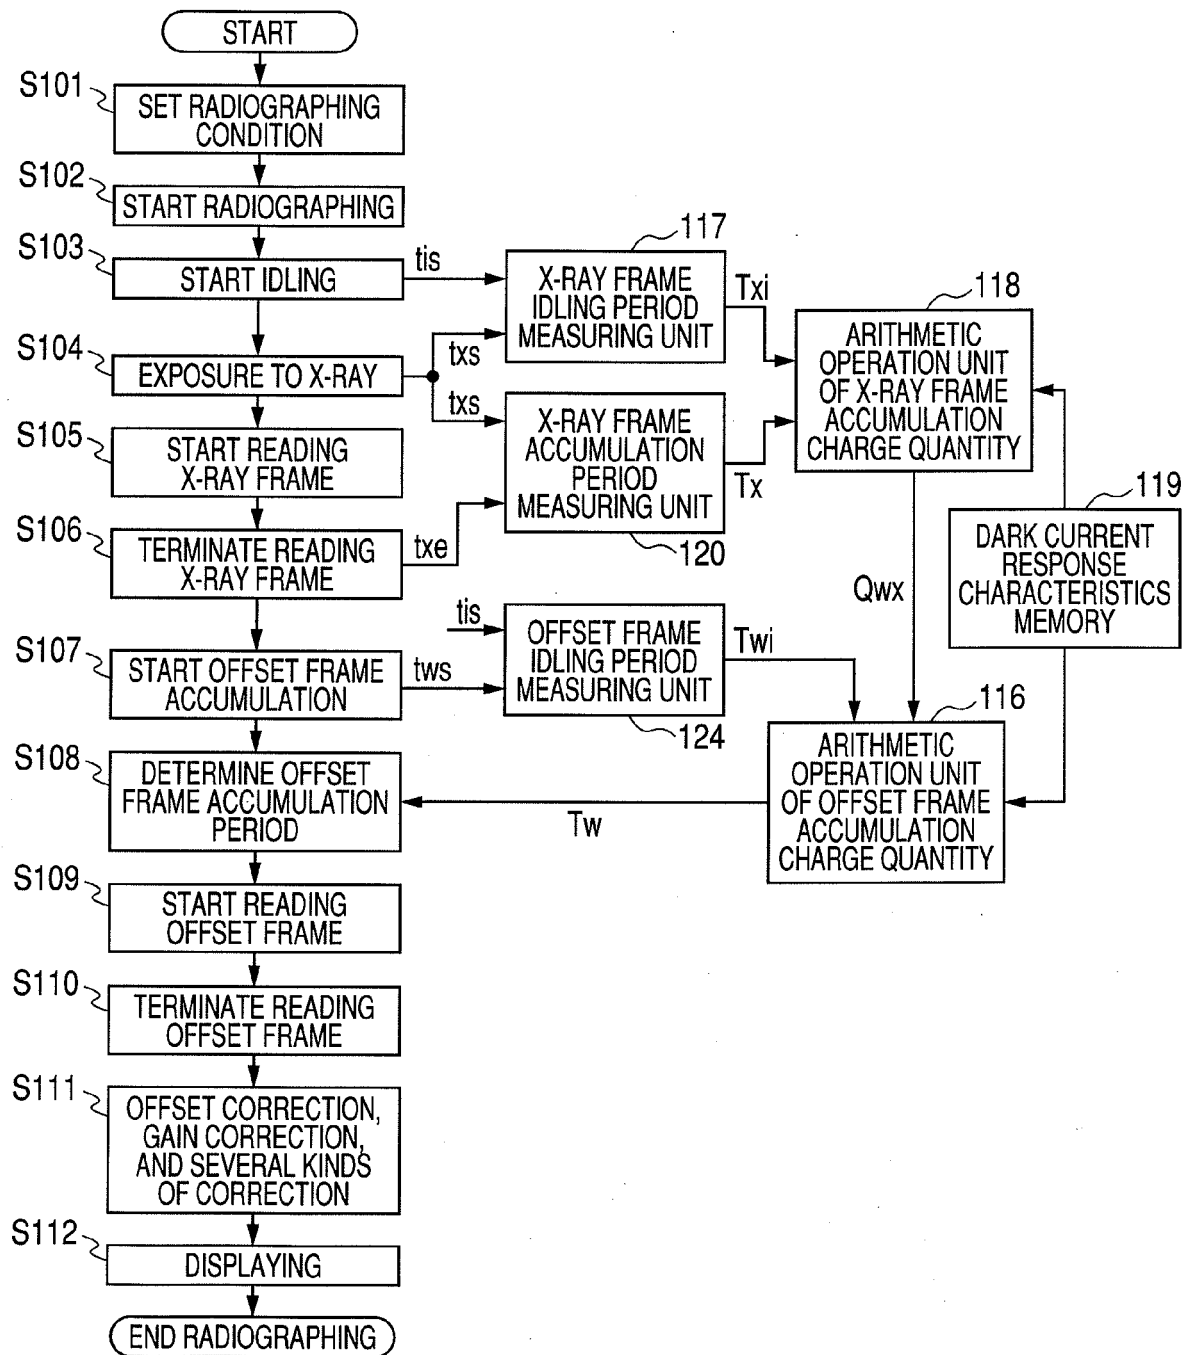 START
S101
SET RADIOGRAPHING
CONDITION
S102
START RADIOGRAPHING
S103
START IDLING
tis
117
X-RAY FRAME
IDLING PERIOD
MEASURING UNIT
Txi
118
ARITHMETIC
OPERATION UNIT
OF X-RAY FRAME
ACCUMULATION
CHARGE QUANTITY
S104
EXPOSURE TO X-RAY
txs
txs
X-RAY FRAME
ACCUMULATION
PERIOD
MEASURING UNIT
120
Tx
S105
START READING
X-RAY FRAME
S106
TERMINATE READING
X-RAY FRAME
txe
119
DARK CURRENT
RESPONSE
CHARACTERISTICS
MEMORY
Qwx
tis
OFFSET FRAME
IDLING PERIOD
MEASURING UNIT
124
Twi
S107
START OFFSET FRAME
ACCUMULATION
tws
116
ARITHMETIC
OPERATION UNIT
OF OFFSET FRAME
ACCUMULATION
CHARGE QUANTITY
S108
DETERMINE OFFSET
FRAME ACCUMULATION
PERIOD
Tw
S109
START READING
OFFSET FRAME
S110
TERMINATE READING
OFFSET FRAME
S111
OFFSET CORRECTION,
GAIN CORRECTION,
AND SEVERAL KINDS
OF CORRECTION
S112
DISPLAYING
END RADIOGRAPHING